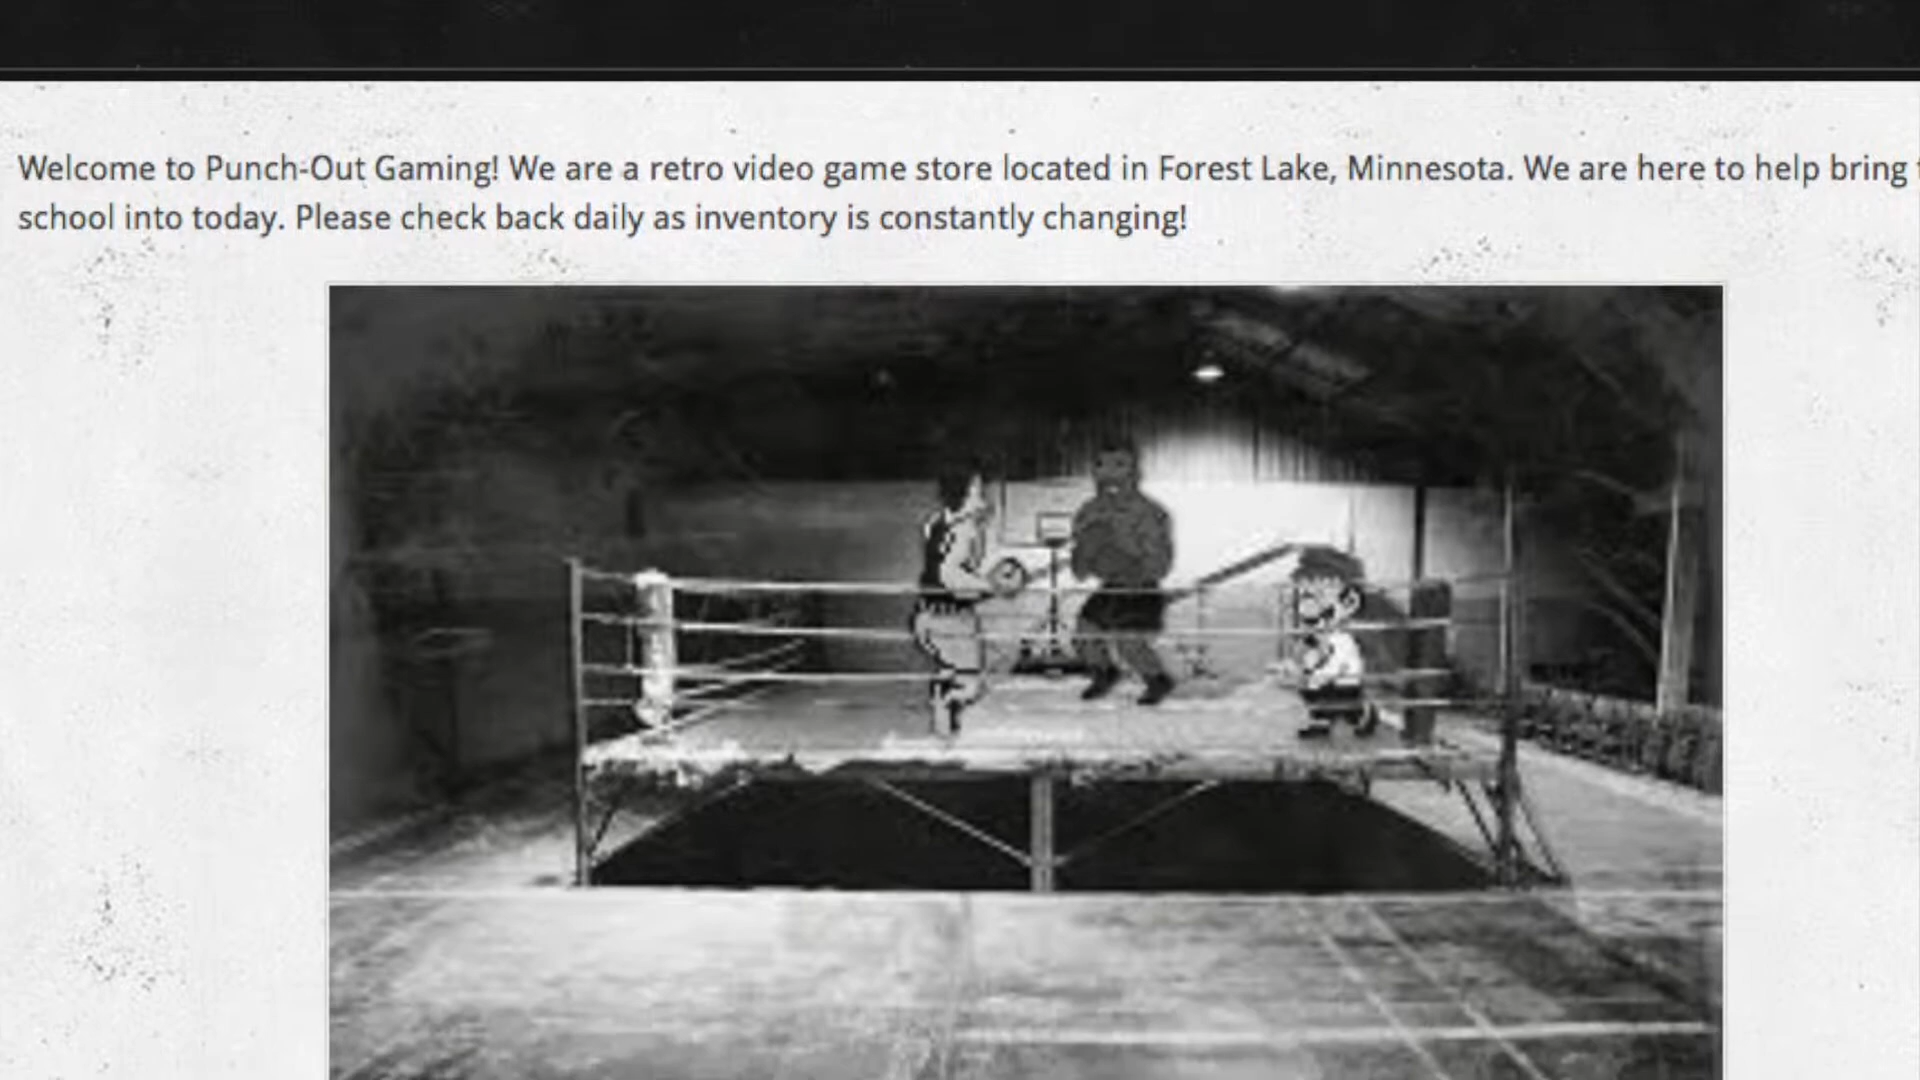 Welcome to Punch-Out Gaming! We are a retro video game store located in Forest Lake, Minnesota. We are here to help bring
school into today. Please check back daily as inventory is constantly changing!